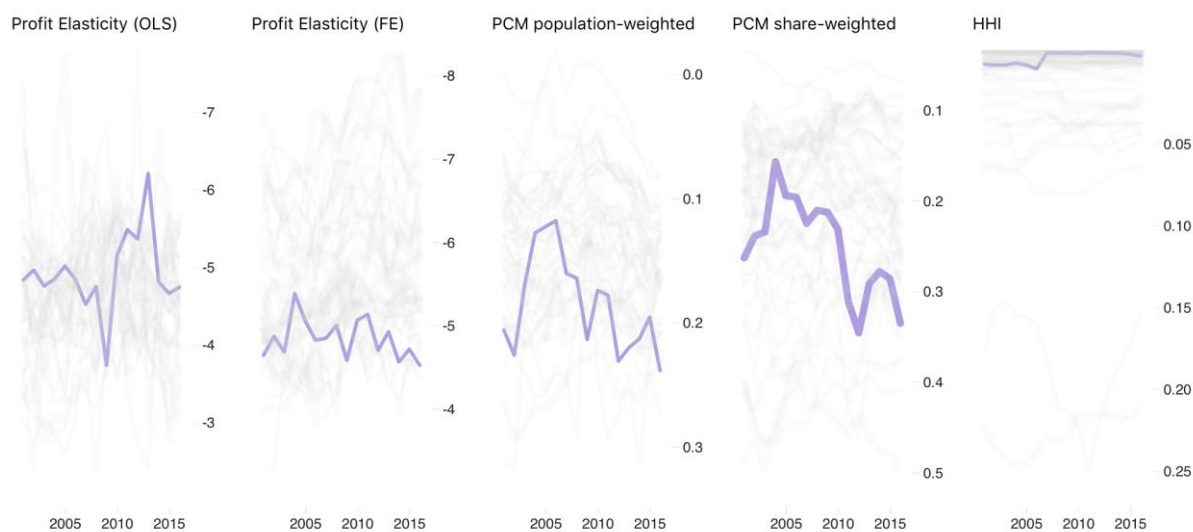 Profit Elasticity (OLS)
-7
-6
-5
-4
-3
2005 2010 2015
Profit Elasticity (FE)
-8
-7
-6
-5
-4
2005 2010 2015
PCM population-weighted
0.0
0.1
0.2
0.3
2005 2010 2015
PCM share-weighted
0.1
0.2
0.3
0.4
0.5
2005 2010 2015
HHI
0.05
0.10
0.15
0.20
0.25
2005 2010 2015